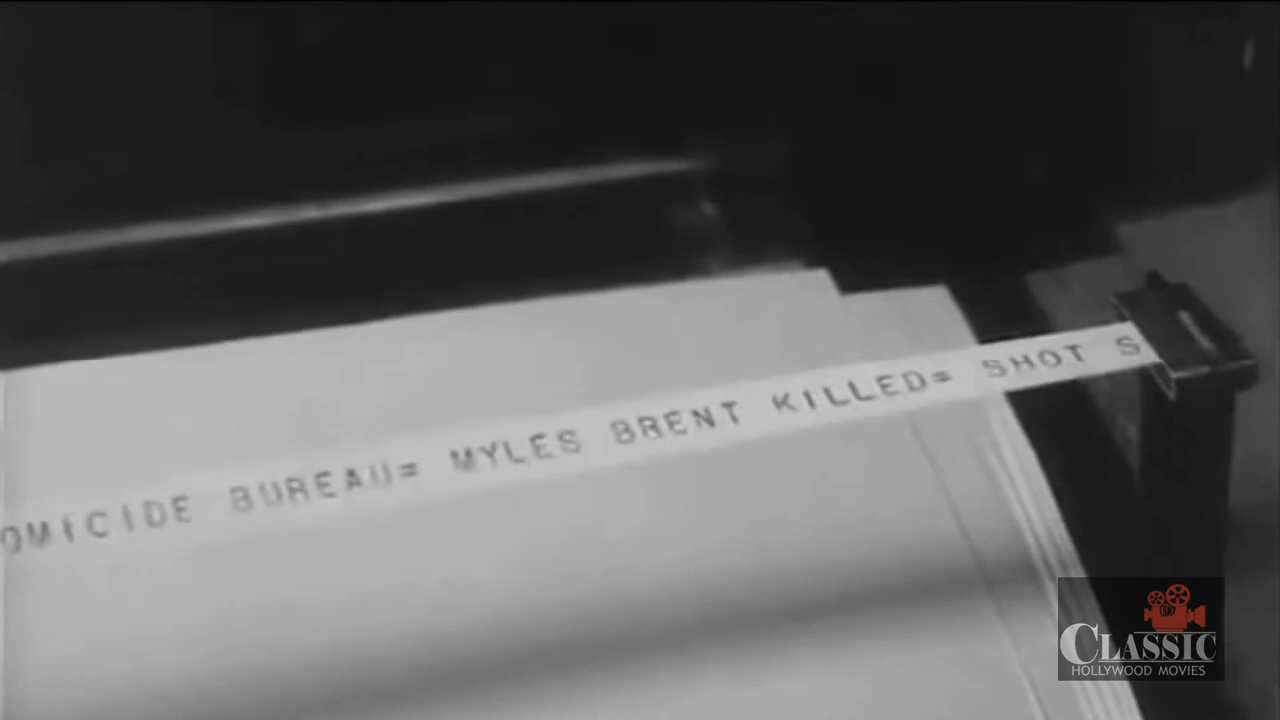 OMICIDE BUREAU= MYLES BRENT KILLED= SHOT S
CLASSIC
HOLLYWOOD MOVIES